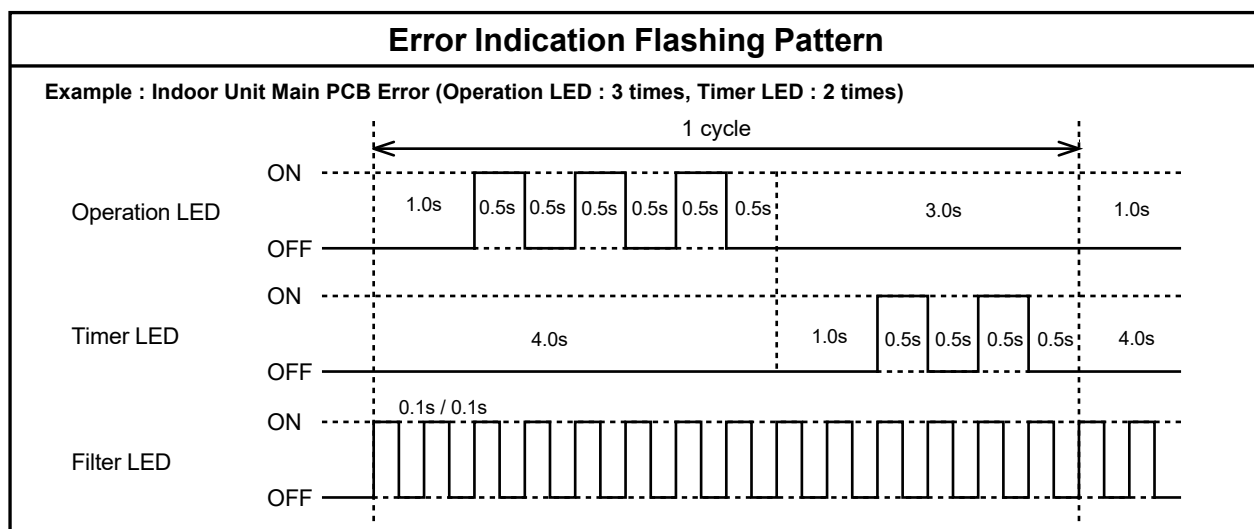 Error Indication Flashing Pattern
Example : Indoor Unit Main PCB Error (Operation LED : 3 times, Timer LED : 2 times)
1 cycle
ON
Operation LED
1.0s 0.5s 0.5s 0.5s 0.5s 0.5s 0.5s 3.0s 1.0s
OFF
ON
Timer LED
4.0s 1.0s 0.5s 0.5s 0.5s 0.5s 4.0s
OFF
0.1s / 0.1s
ON
Filter LED
OFF